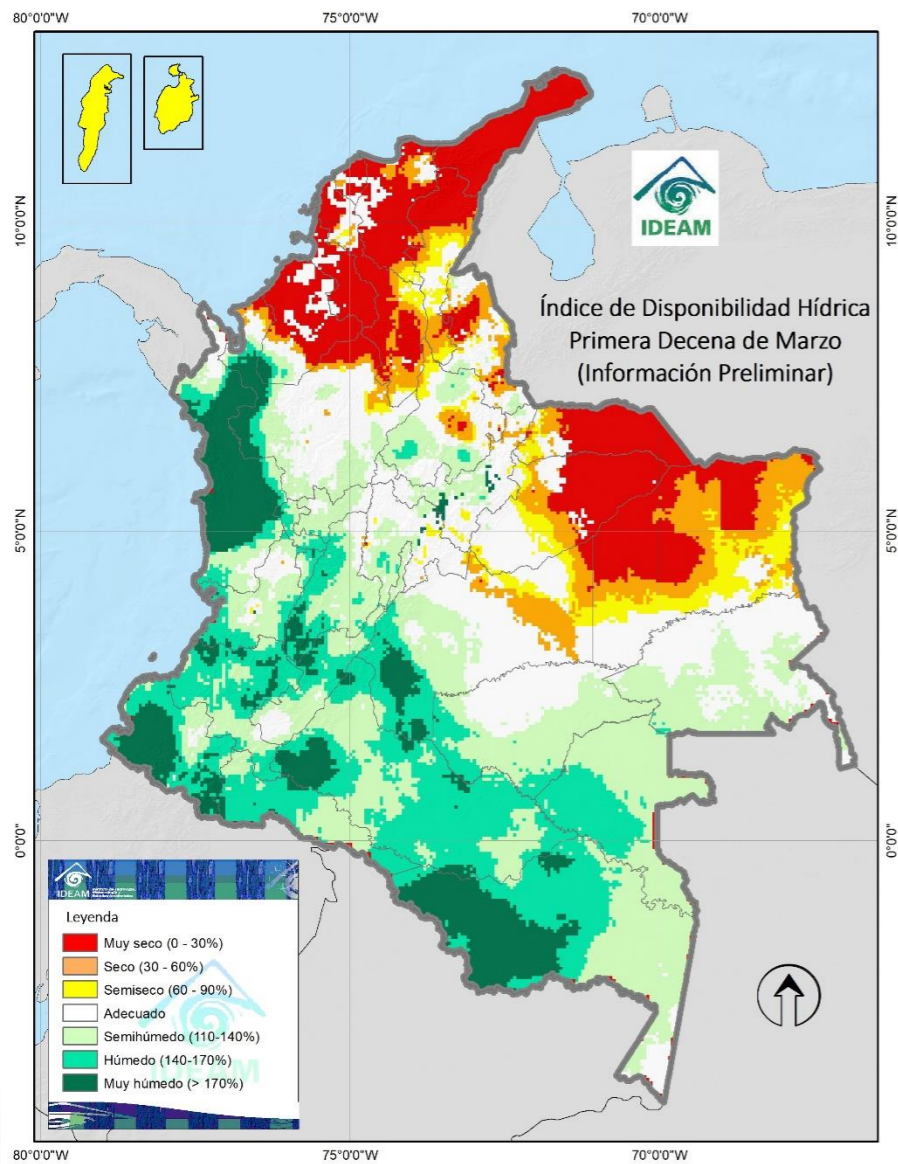 80°0'0"W 75°0'0"W 70°0'0"W
10°0'0"N
10°0'0"N
IDEAM
Índice de Disponibilidad Hídrica
Primera Decena de Marzo
(Información Preliminar)
5°0'0"N
5°0'0"N
0°0'0"
0°0'0"
IDEAM
Leyenda
Muy seco (0 - 30%)
Seco (30 - 60%)
Semiseco (60 - 90%)
Adecuado
Semihúmedo (110-140%)
Húmedo (140-170%)
Muy húmedo (> 170%)
IDEAM
80°0'0"W 75°0'0"W 70°0'0"W